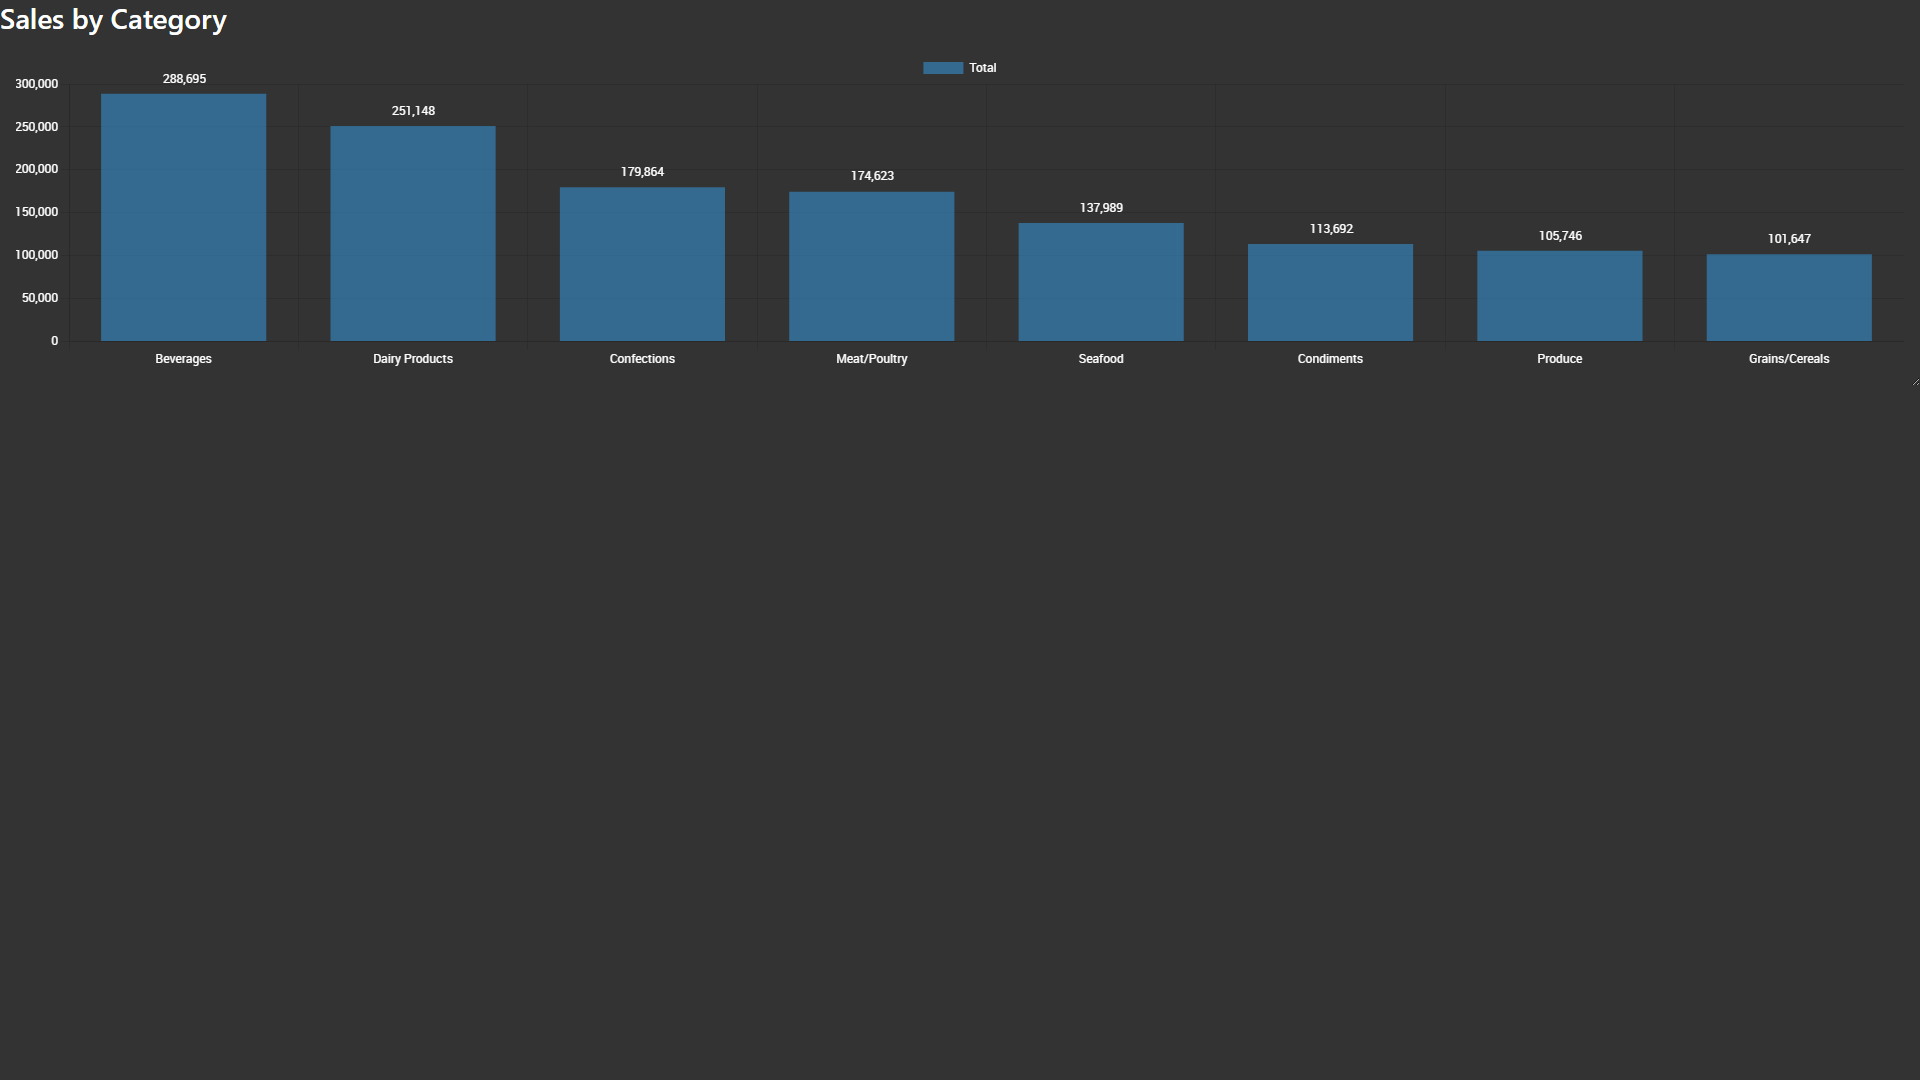 Sales by Category
Total
300,000
250,000
200,000
150,000
100,000
50,000
0
288,695
251,148
179,864
174,623
137,989
113,692
105,746
101,647
Beverages
Dairy Products
Confections
Meat/Poultry
Seafood
Condiments
Produce
Grains/Cereals